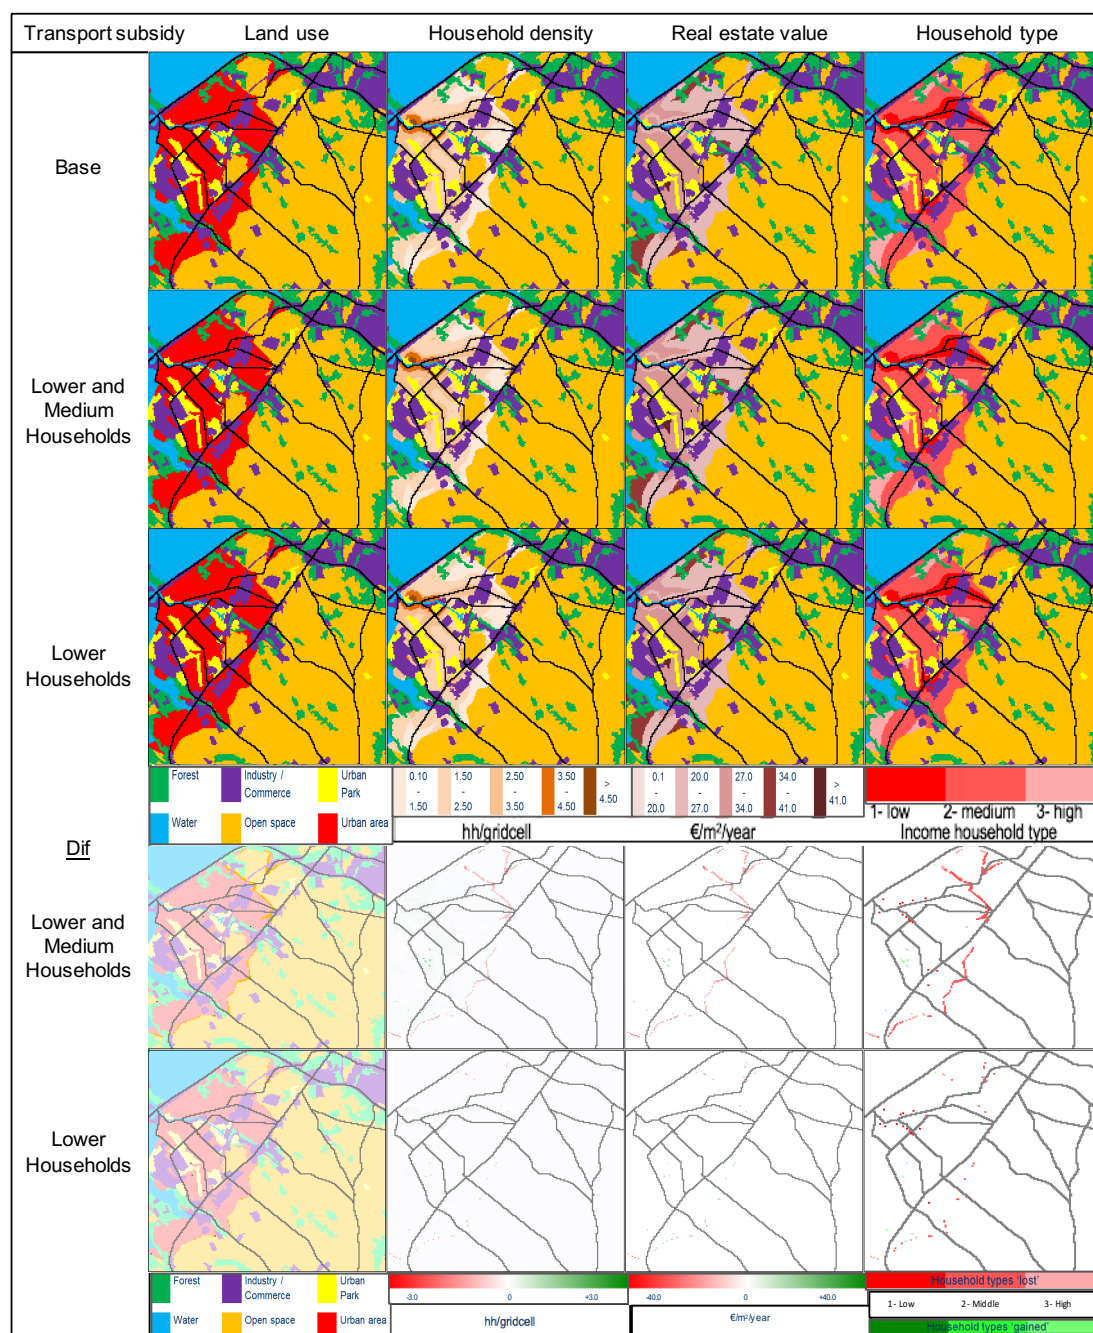 Transport subsidy Land use Household density Real estate value Household type
Base
Lower and
Medium
Households
Lower
Households
Forest Industry / Commerce Urban Park
Water Open space Urban area
0.10 - 1.50 1.50 - 2.50 2.50 - 3.50 3.50 - 4.50 > 4.50
hh/gridcell
0.1 - 20.0 20.0 - 27.0 27.0 - 34.0 34.0 - 41.0 > 41.0
€/m²/year
1- low 2- medium 3- high
Income household type
Dif
Lower and
Medium
Households
Lower
Households
Forest Industry / Commerce Urban Park
Water Open space Urban area
-3.0 0 +3.0
hh/gridcell
-40.0 0 +40.0
€/m²/year
Household types 'lost'
1- Low 2- Middle 3- High
Household types 'gained'